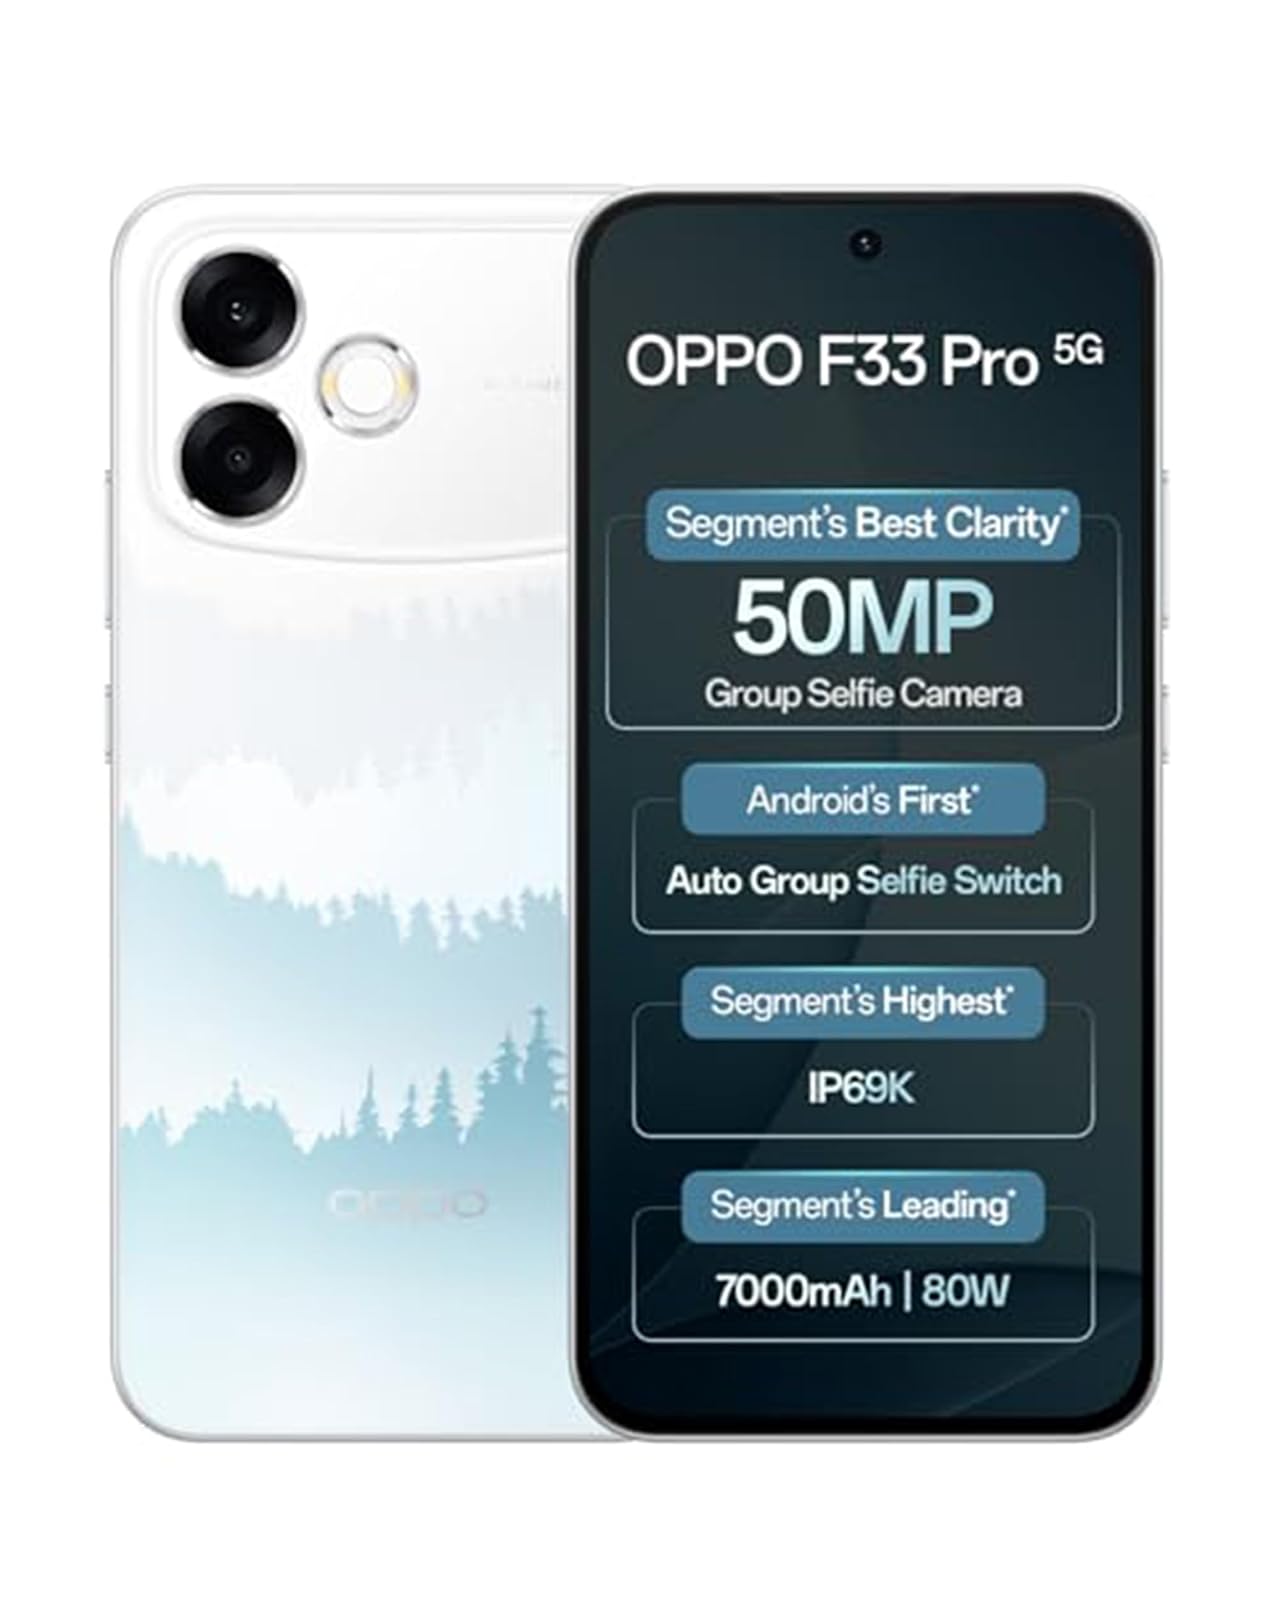 OPPO F33 Pro 5G
Segment's Best Clarity*
50MP
Group Selfie Camera
Android's First*
Auto Group Selfie Switch
Segment's Highest*
IP69K
Segment's Leading*
7000mAh | 80W
oppo